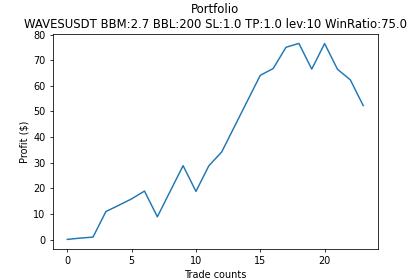 Portfolio
WAVESUSDT BBM:2.7 BBL:200 SL:1.0 TP:1.0 lev:10 WinRatio:75.0
80
70
60
50
40
30
20
10
0
Profit ($)
0 5 10 15 20
Trade counts